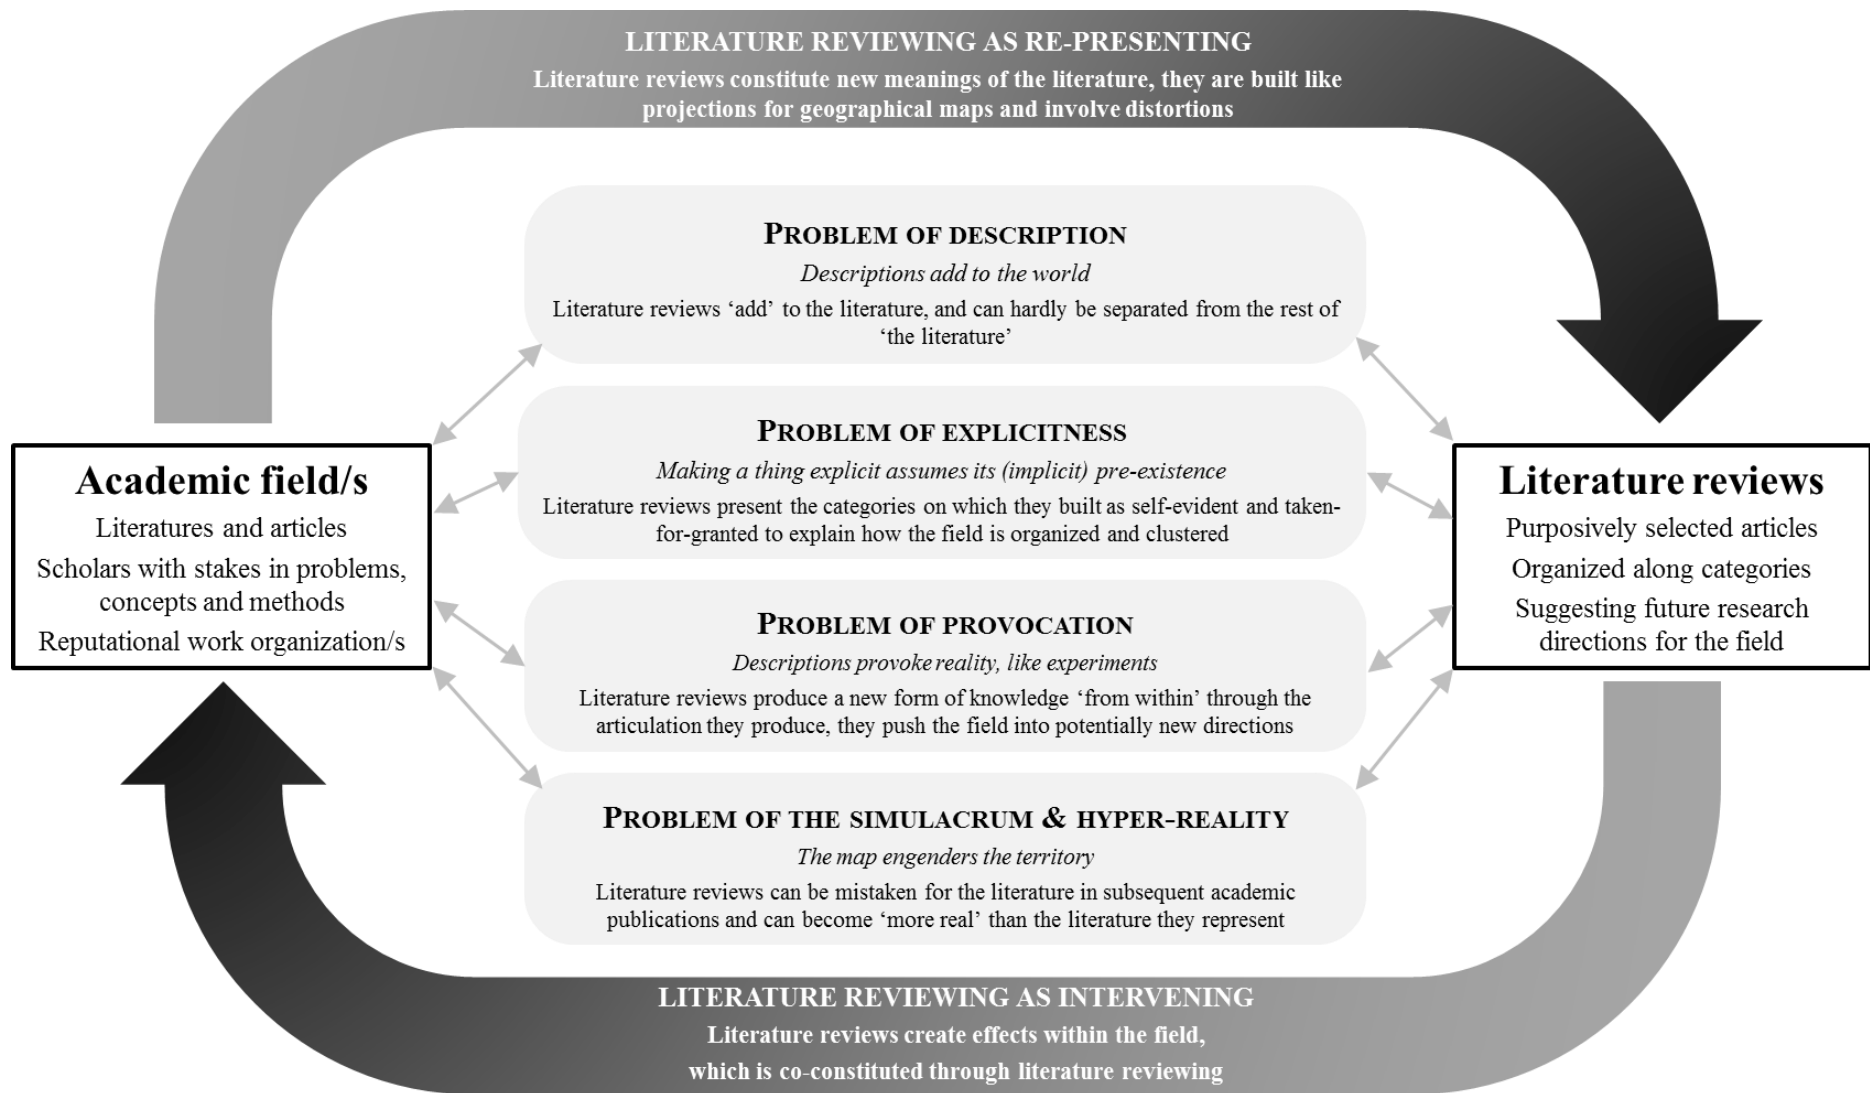 LITERATURE REVIEWING AS RE-PRESENTING
Literature reviews constitute new meanings of the literature, they are built like
projections for geographical maps and involve distortions
PROBLEM OF DESCRIPTION
Descriptions add to the world
Literature reviews ‘add’ to the literature, and can hardly be separated from the rest of
‘the literature’
PROBLEM OF EXPLICITNESS
Making a thing explicit assumes its (implicit) pre-existence
Literature reviews present the categories on which they built as self-evident and taken-
for-granted to explain how the field is organized and clustered
PROBLEM OF PROVOCATION
Descriptions provoke reality, like experiments
Literature reviews produce a new form of knowledge ‘from within’ through the
articulation they produce, they push the field into potentially new directions
PROBLEM OF THE SIMULACRUM & HYPER-REALITY
The map engenders the territory
Literature reviews can be mistaken for the literature in subsequent academic
publications and can become ‘more real’ than the literature they represent
Academic field/s
Literatures and articles
Scholars with stakes in problems,
concepts and methods
Reputational work organization/s
Literature reviews
Purposively selected articles
Organized along categories
Suggesting future research
directions for the field
LITERATURE REVIEWING AS INTERVENING
Literature reviews create effects within the field,
which is co-constituted through literature reviewing